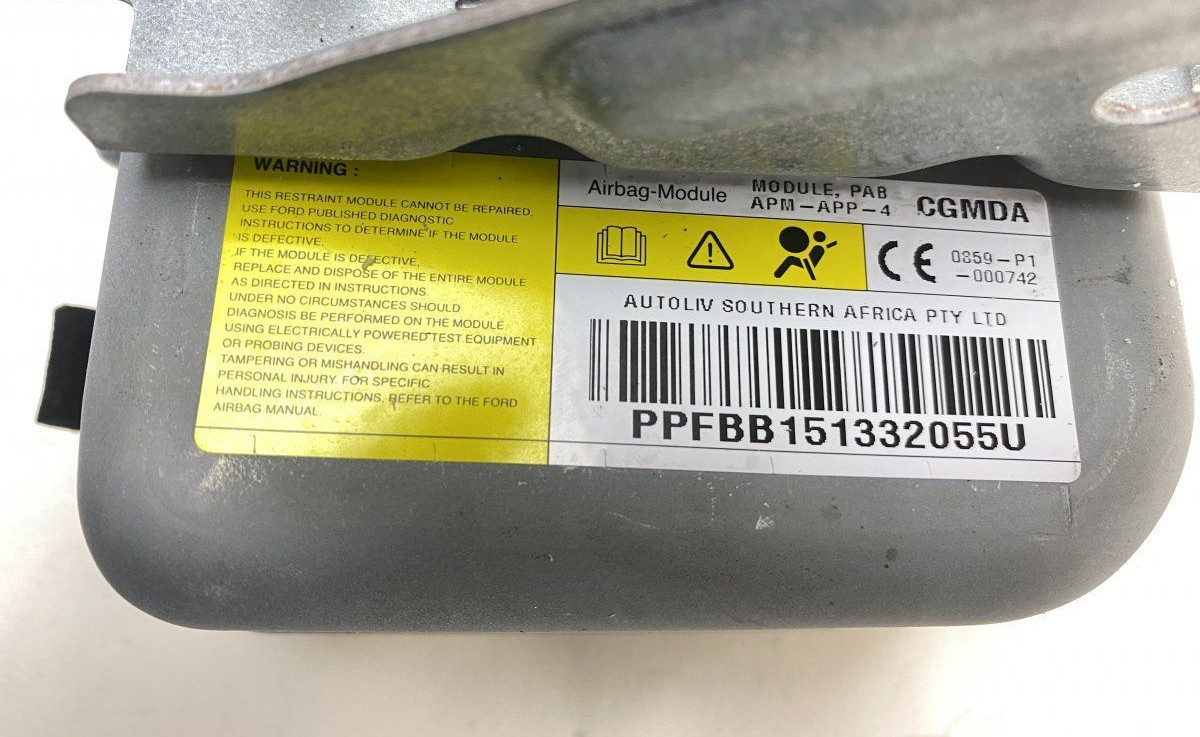 WARNING :
THIS RESTRAINT MODULE CANNOT BE REPAIRED.
USE FORD PUBLISHED DIAGNOSTIC
INSTRUCTIONS TO DETERMINE IF THE MODULE
IS DEFECTIVE.
IF THE MODULE IS DEFECTIVE,
REPLACE AND DISPOSE OF THE ENTIRE MODULE
AS DIRECTED IN INSTRUCTIONS.
UNDER NO CIRCUMSTANCES SHOULD
DIAGNOSIS BE PERFORMED ON THE MODULE
USING ELECTRICALLY POWERED TEST EQUIPMENT
OR PROBING DEVICES.
TAMPERING OR MISHANDLING CAN RESULT IN
PERSONAL INJURY. FOR SPECIFIC
HANDLING INSTRUCTIONS, REFER TO THE FORD
AIRBAG MANUAL.
Airbag-Module
MODULE, PAB
APM-APP-4
CGMDA
CE
0859-P1
-000742
AUTOLIV SOUTHERN AFRICA PTY LTD
PPFBB151332055U